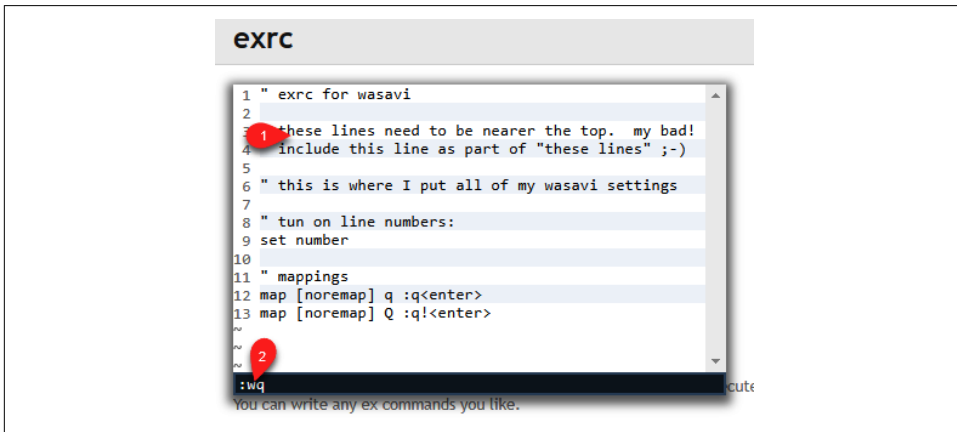 exrc
1 " exrc for wasavi
2
3 these lines need to be nearer the top.  my bad!
4 include this line as part of "these lines" ;-)
5
6 " this is where I put all of my wasavi settings
7
8 " tun on line numbers:
9 set number
10
11 " mappings
12 map [noremap] q :q<enter>
13 map [noremap] Q :q!<enter>
~
~
~
1
2
:wq
cute
You can write any ex commands you like.